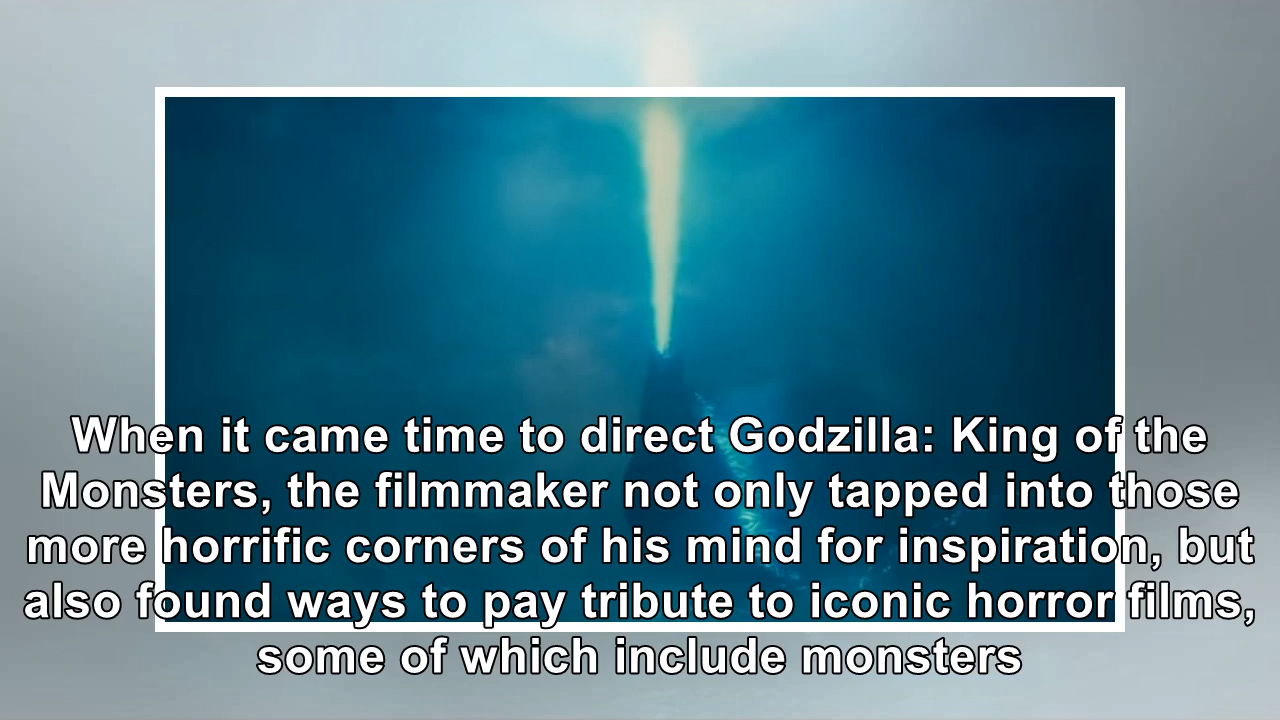 When it came time to direct Godzilla: King of the
Monsters, the filmmaker not only tapped into those
more horrific corners of his mind for inspiration, but
also found ways to pay tribute to iconic horror films,
some of which include monsters